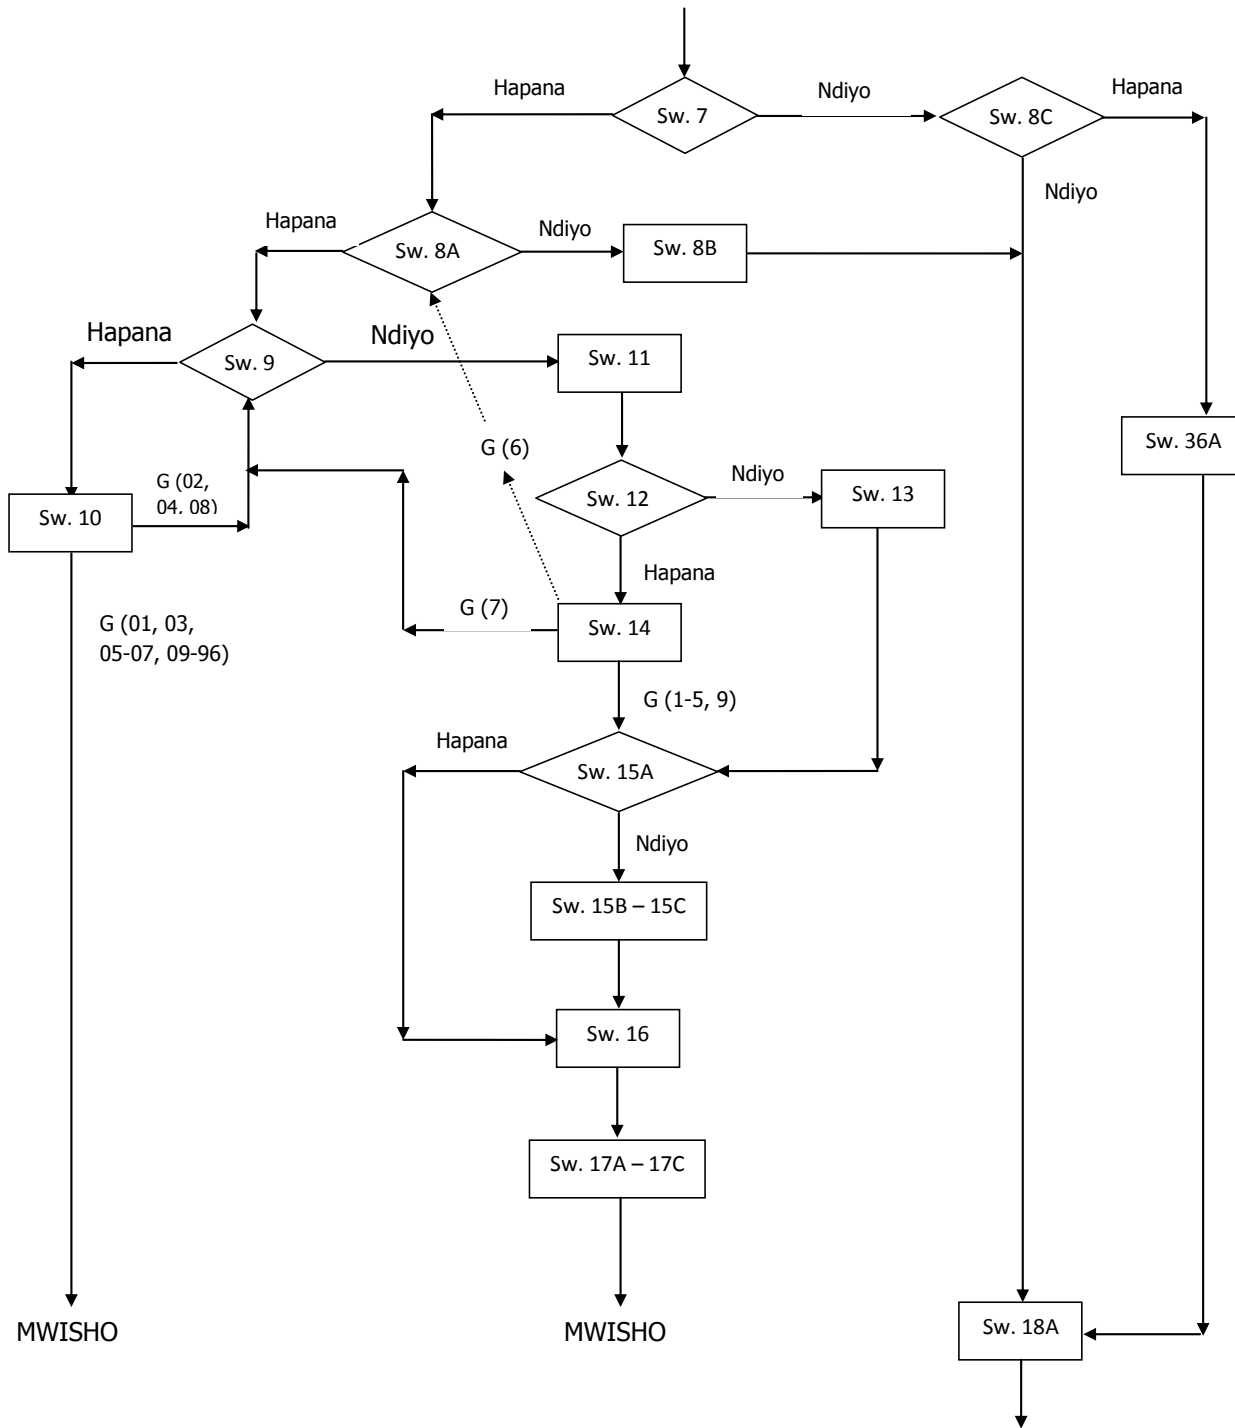 Hapana
Sw. 7
Ndiyo
Sw. 8C
Hapana
Ndiyo
Hapana
Sw. 8A
Ndiyo
Sw. 8B
Hapana
Sw. 9
Ndiyo
Sw. 11
Sw. 36A
G (6)
Sw. 10
G (02,
04, 08)
Sw. 12
Ndiyo
Sw. 13
Hapana
G (01, 03,
05-07, 09-96)
G (7)
Sw. 14
G (1-5, 9)
Hapana
Sw. 15A
Ndiyo
Sw. 15B – 15C
Sw. 16
Sw. 17A – 17C
MWISHO
MWISHO
Sw. 18A